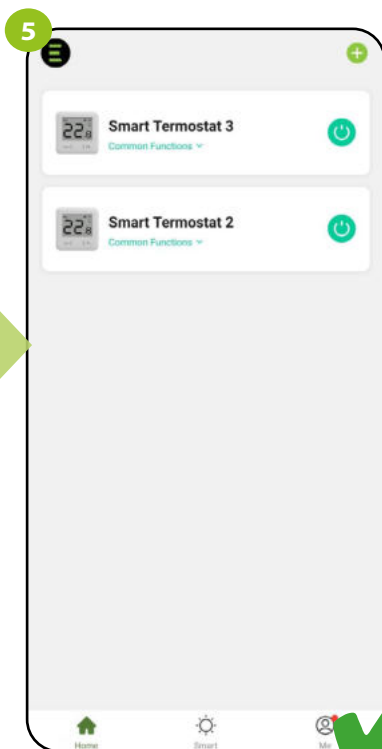 5
Smart Termostat 3
Common Functions
22.8
Smart Termostat 2
Common Functions
22.8
Home
Smart
Me